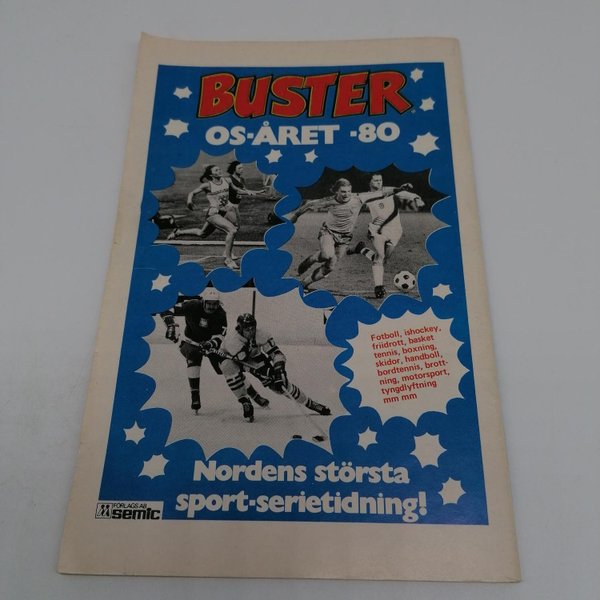 BUSTER
OS-ÅRET -80
Fotboll, ishockey,
friidrott, basket
tennis, boxning,
skidor, handboll,
bordtennis, brott-
ning, motorsport,
tyngdlyftning
mm mm
Nordens största
sport-serietidning!
FÖRLAGS AB
semic